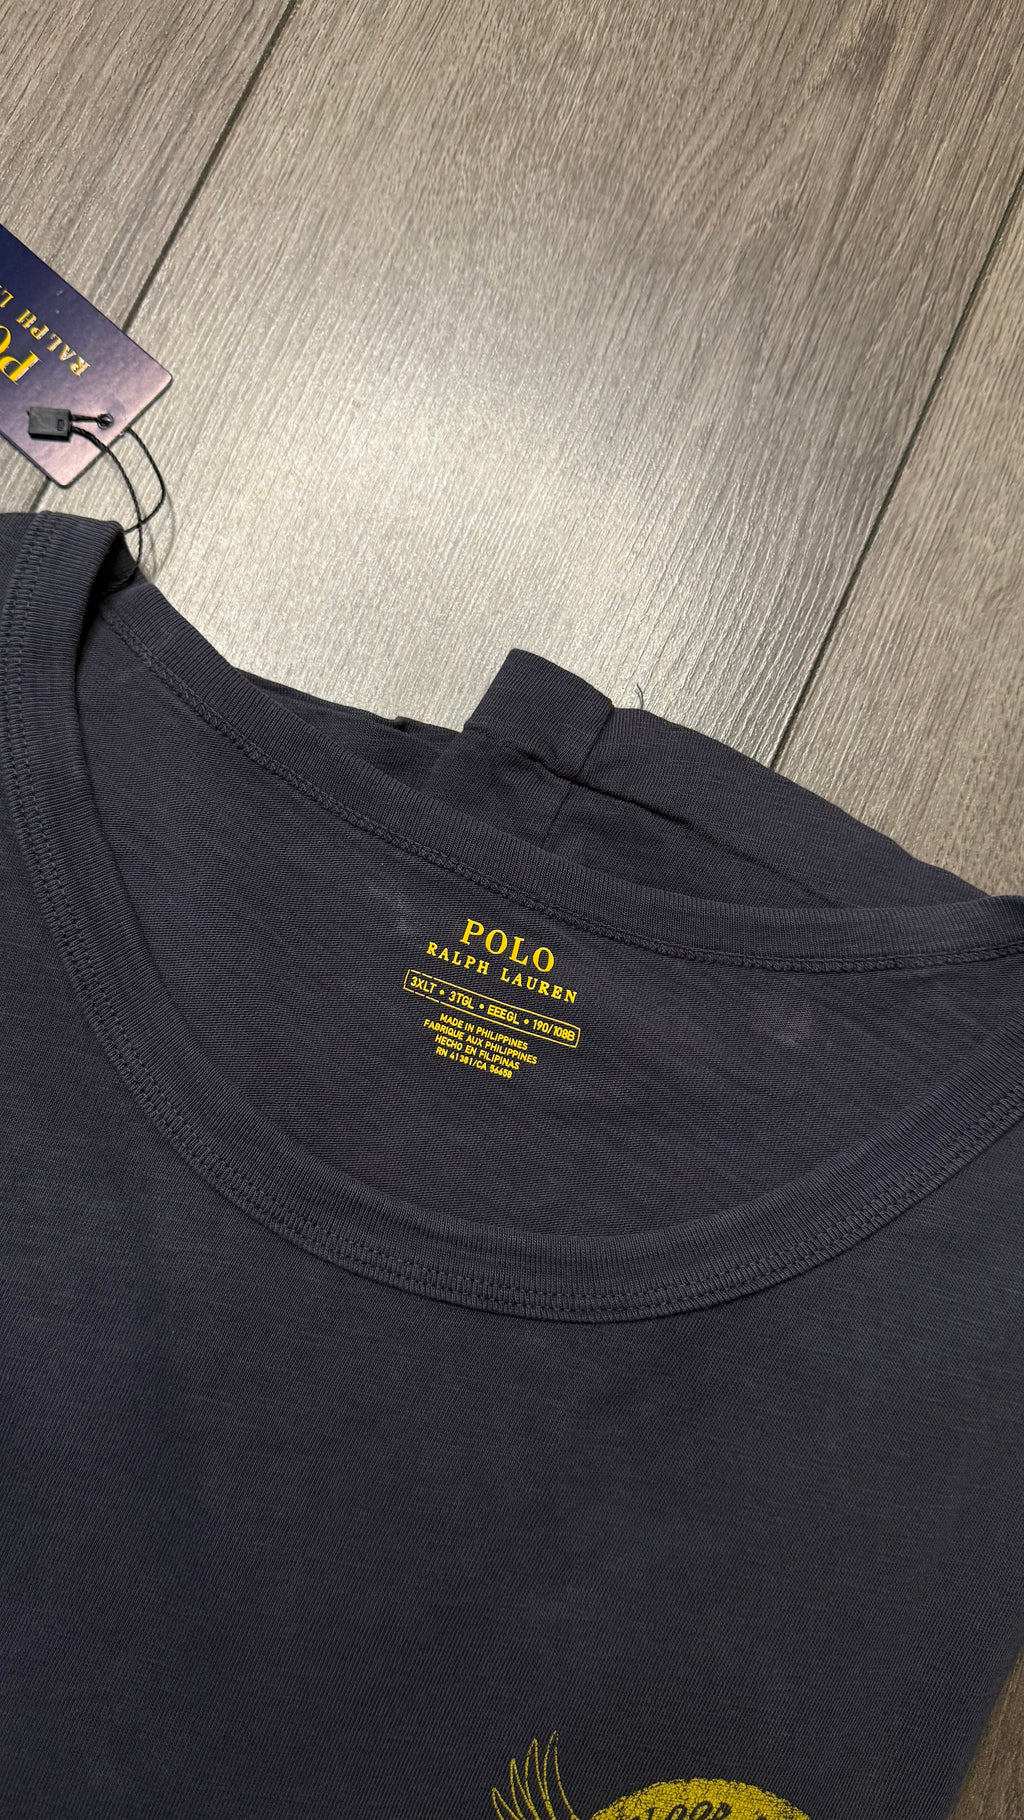 PO
RALPH L
POLO
RALPH LAUREN
3XLT • 3TGL • EEEGL • 190/108B
MADE IN PHILIPPINES
FABRIQUE AUX PHILIPPINES
HECHO EN FILIPINAS
RN 41381/CA 56658